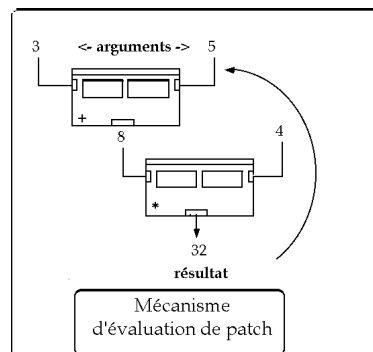 3 <- arguments -> 5
+
8
4
*
32
résultat
Mécanisme
d'évaluation de patch